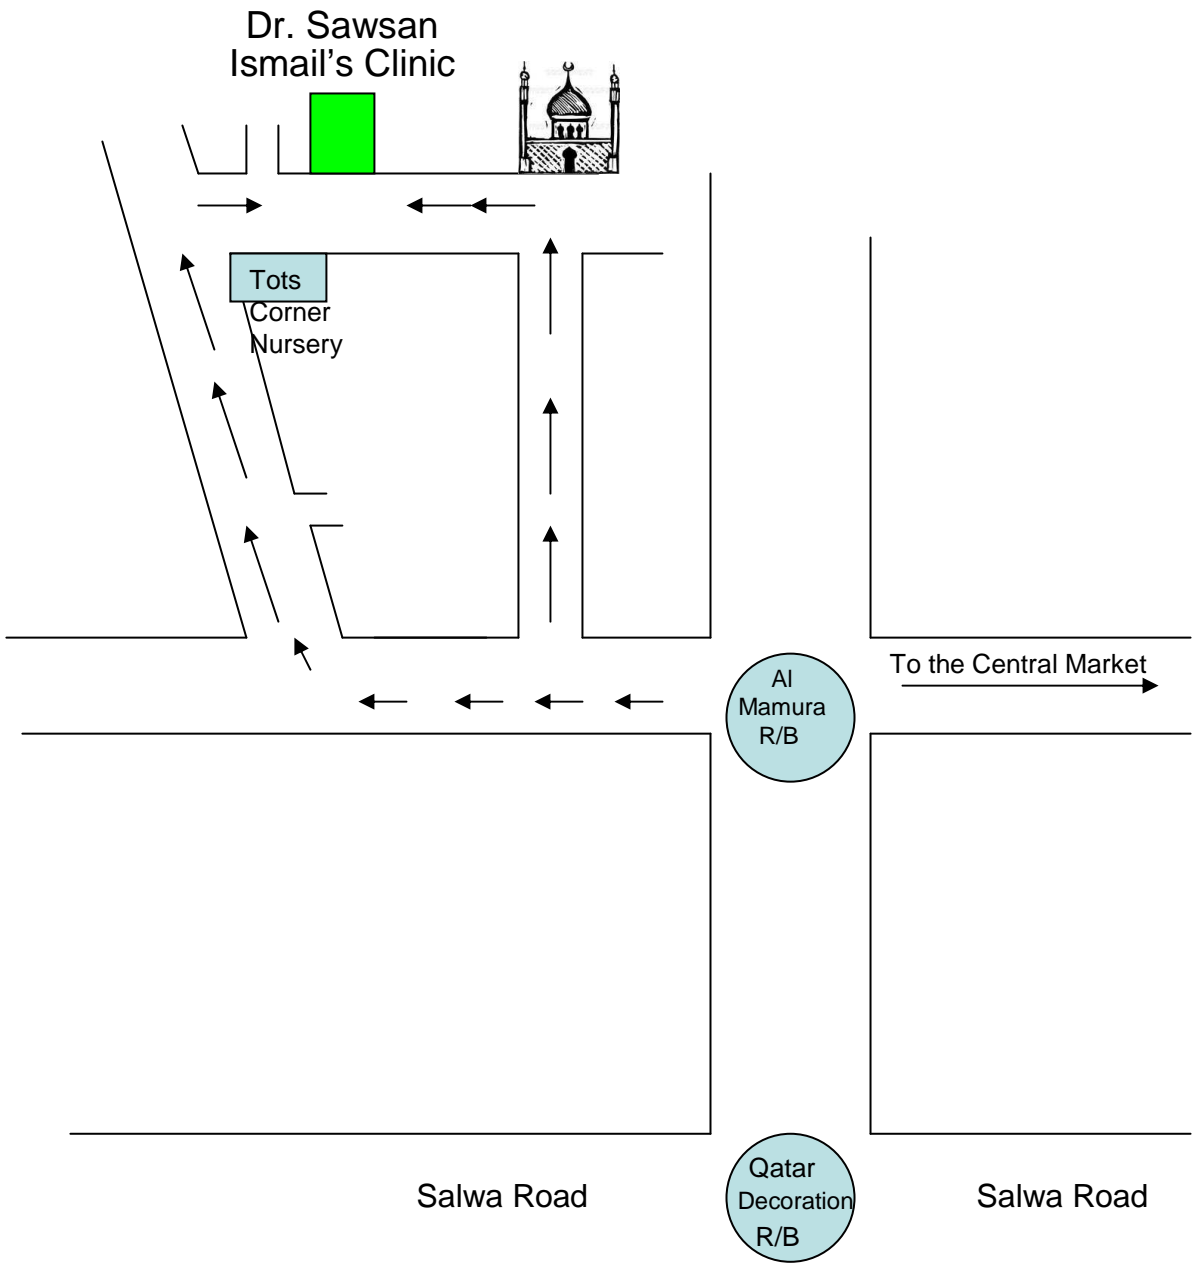 Dr. Sawsan
Ismail’s Clinic
Tots
Corner
Nursery
To the Central Market
Al
Mamura
R/B
Qatar
Decoration
R/B
Salwa Road
Salwa Road